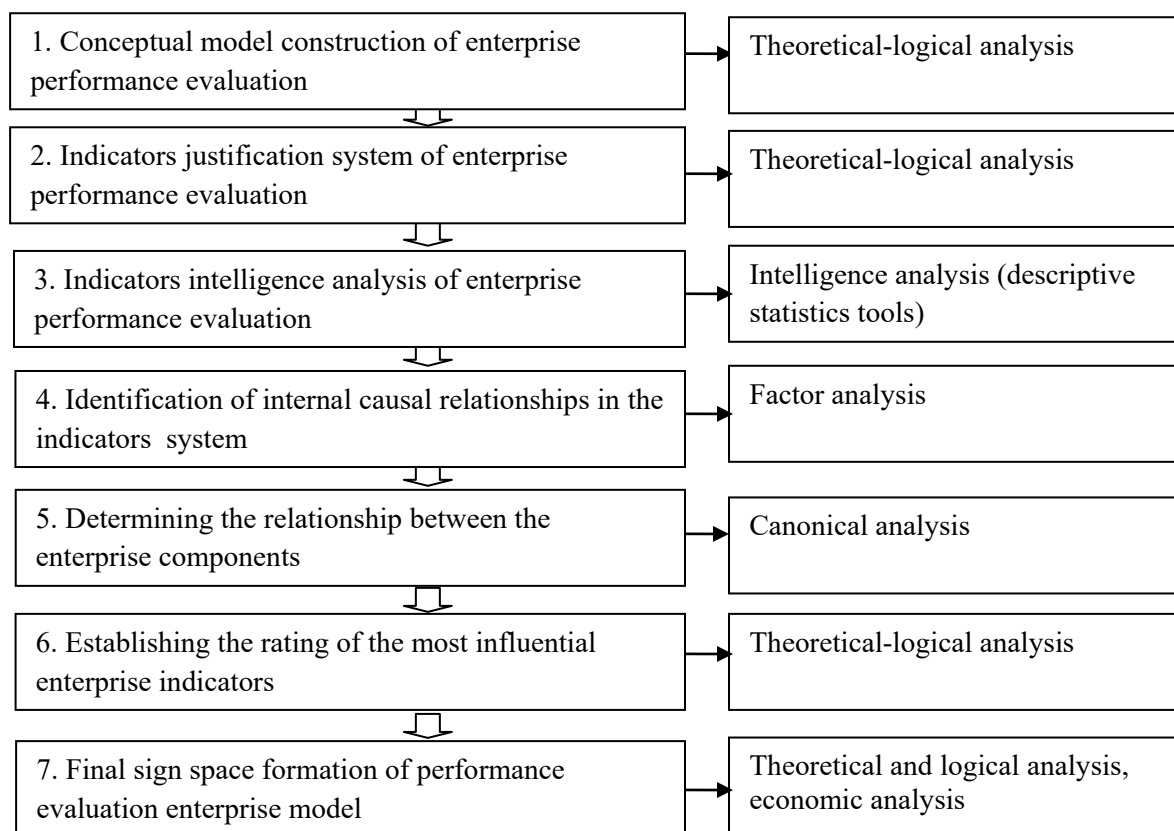 1. Conceptual model construction of enterprise
performance evaluation
Theoretical-logical analysis
2. Indicators justification system of enterprise
performance evaluation
Theoretical-logical analysis
3. Indicators intelligence analysis of enterprise
performance evaluation
Intelligence analysis (descriptive
statistics tools)
4. Identification of internal causal relationships in the
indicators system
Factor analysis
5. Determining the relationship between the
enterprise components
Canonical analysis
6. Establishing the rating of the most influential
enterprise indicators
Theoretical-logical analysis
7. Final sign space formation of performance
evaluation enterprise model
Theoretical and logical analysis,
economic analysis